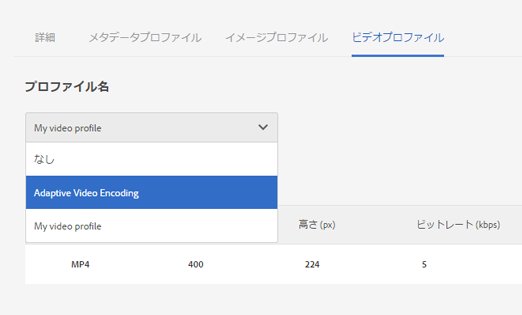 詳細 メタデータプロファイル イメージプロファイル ビデオプロファイル
プロファイル名
My video profile
なし
Adaptive Video Encoding
My video profile
高さ (px) ビットレート (kbps)
MP4 400 224 5